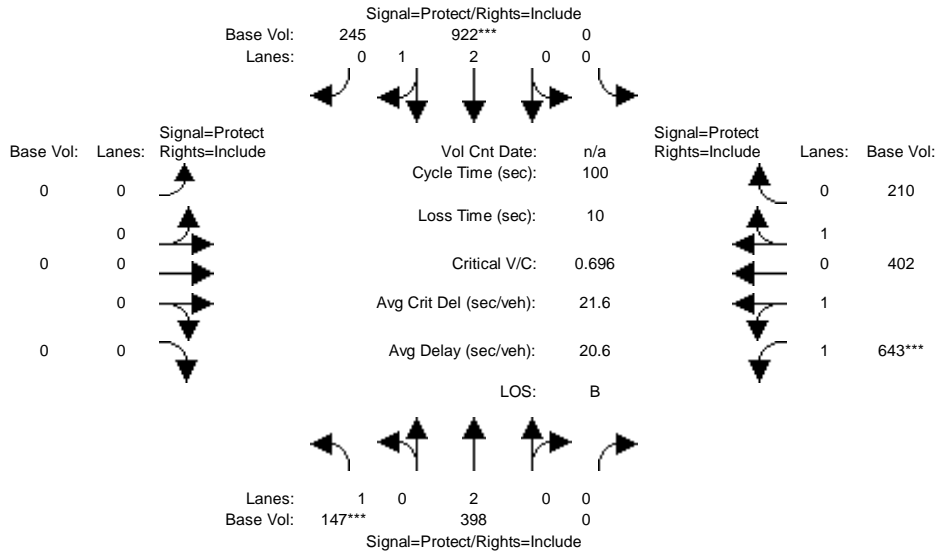 Signal=Protect/Rights=Include
Base Vol: 245 922*** 0
Lanes: 0 1 2 0 0
Signal=Protect
Base Vol: Lanes: Rights=Include
Vol Cnt Date: n/a
Signal=Protect
Rights=Include Lanes: Base Vol:
Cycle Time (sec): 100
0 0
0 210
Loss Time (sec): 10
0
1
0 0
Critical V/C: 0.696
0 402
0
Avg Crit Del (sec/veh): 21.6
1
0 0
Avg Delay (sec/veh): 20.6
1 643***
LOS: B
Lanes: 1 0 2 0 0
Base Vol: 147*** 398 0
Signal=Protect/Rights=Include